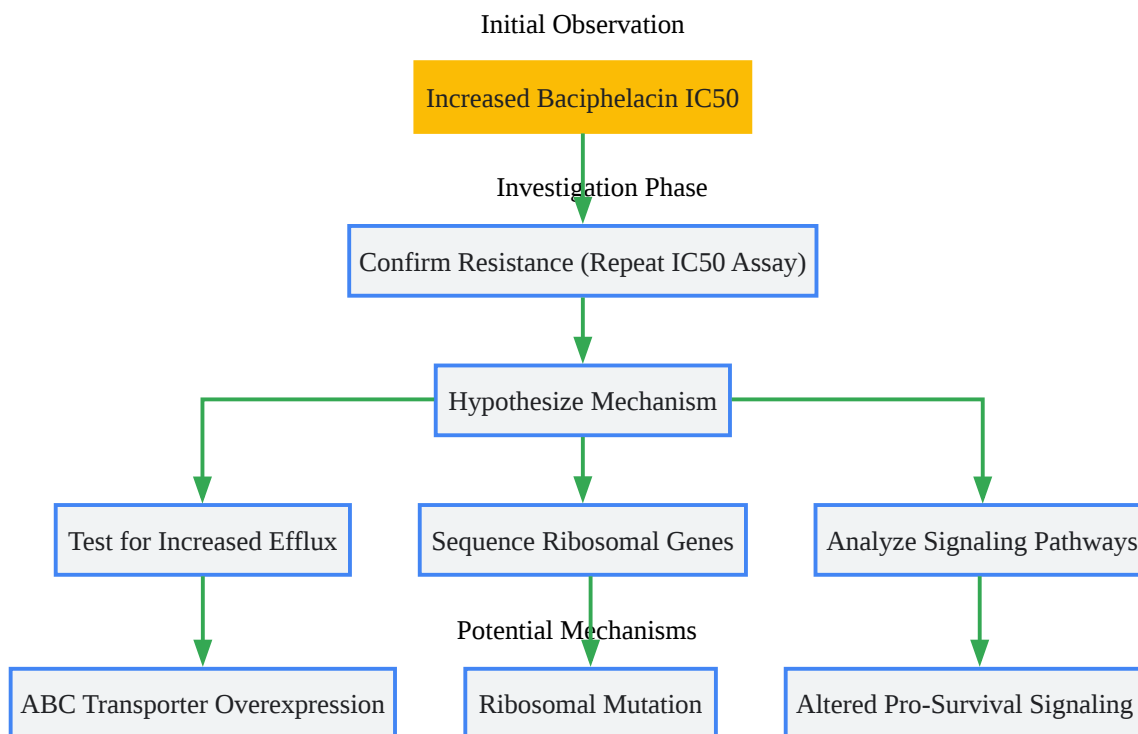 Initial Observation
Increased Baciphelacin IC50
Investigation Phase
Confirm Resistance (Repeat IC50 Assay)
Hypothesize Mechanism
Test for Increased Efflux
Sequence Ribosomal Genes
Analyze Signaling Pathways
Potential Mechanisms
ABC Transporter Overexpression
Ribosomal Mutation
Altered Pro-Survival Signaling